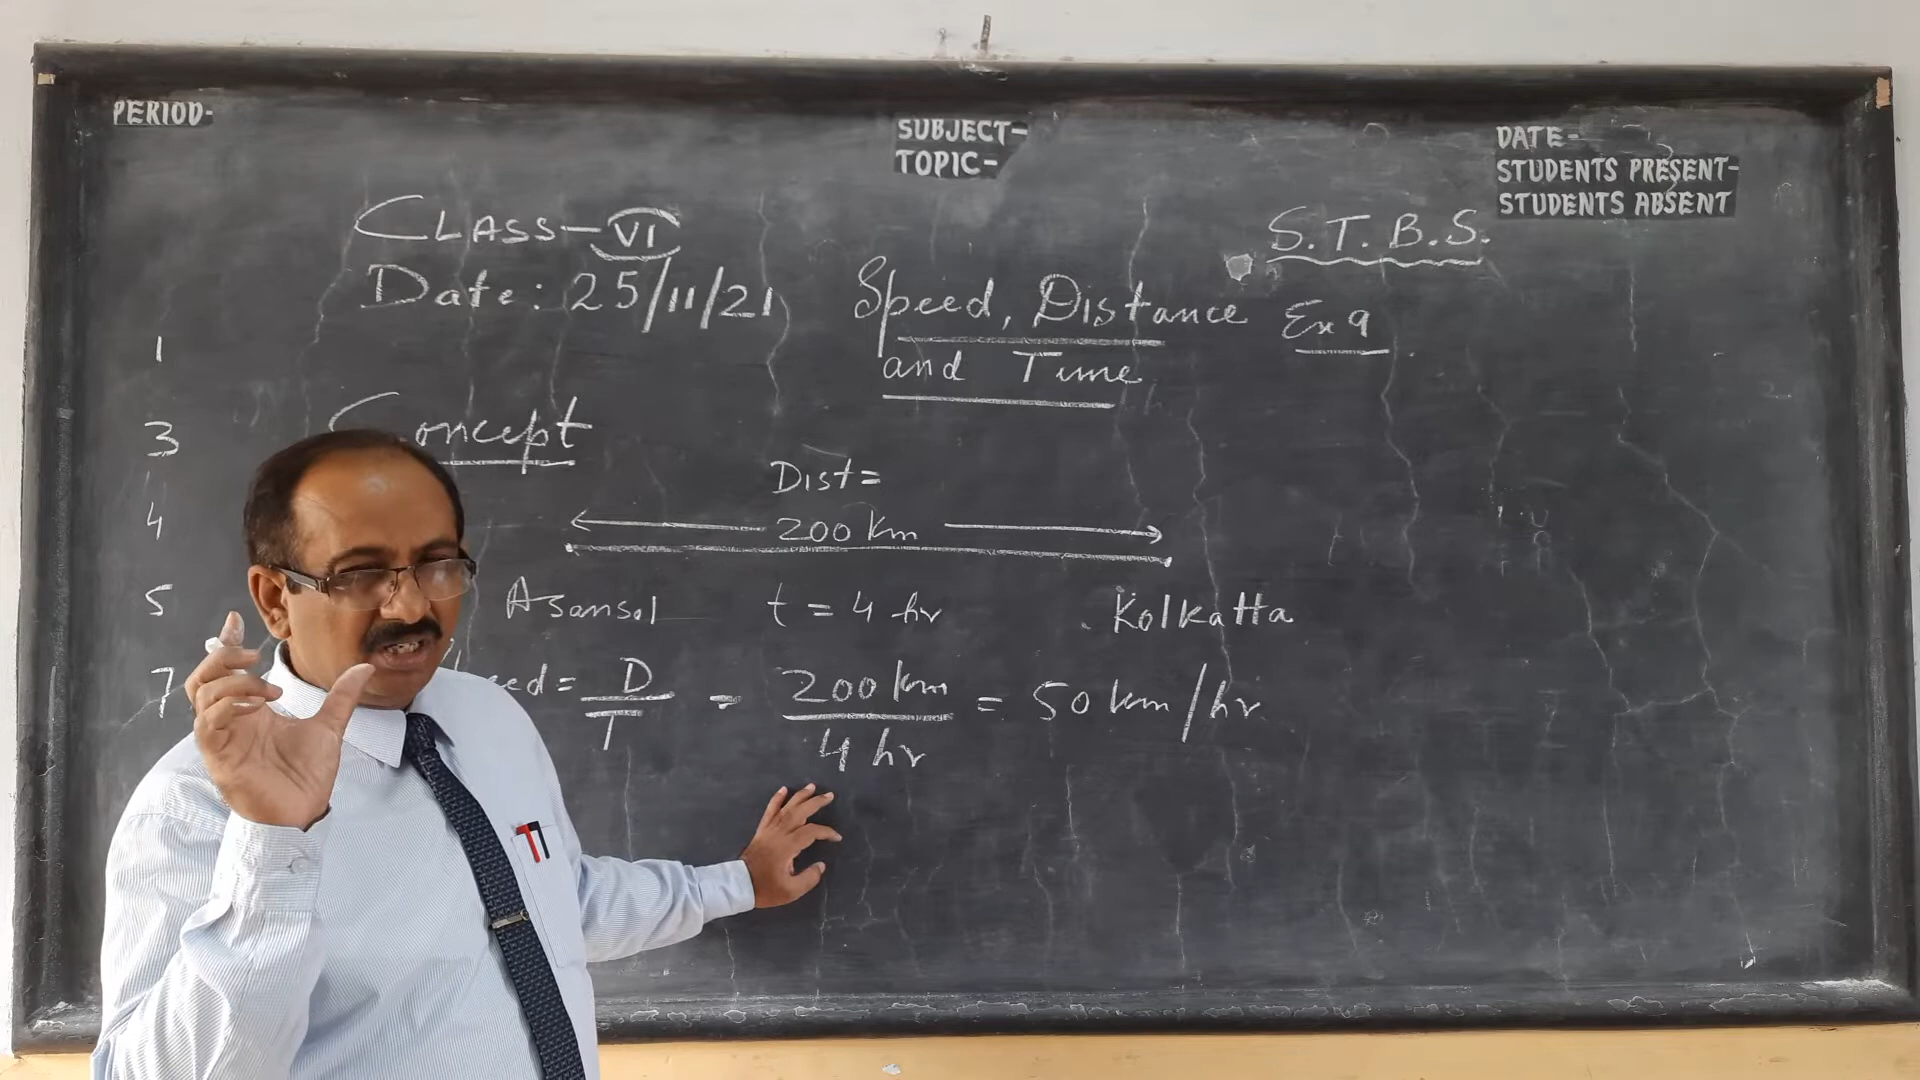 PERIOD-
SUBJECT-
TOPIC-
DATE-
STUDENTS PRESENT-
STUDENTS ABSENT
CLASS-VI
S.T.B.S.
Date: 25/11/21
Speed, Distance Ex 9
and Time
1
3
4
5
7
Concept
Dist=
200 km
Asansol t = 4 hr Kolkatta
eed = D/T = 200 km/4 hr = 50 km/hr